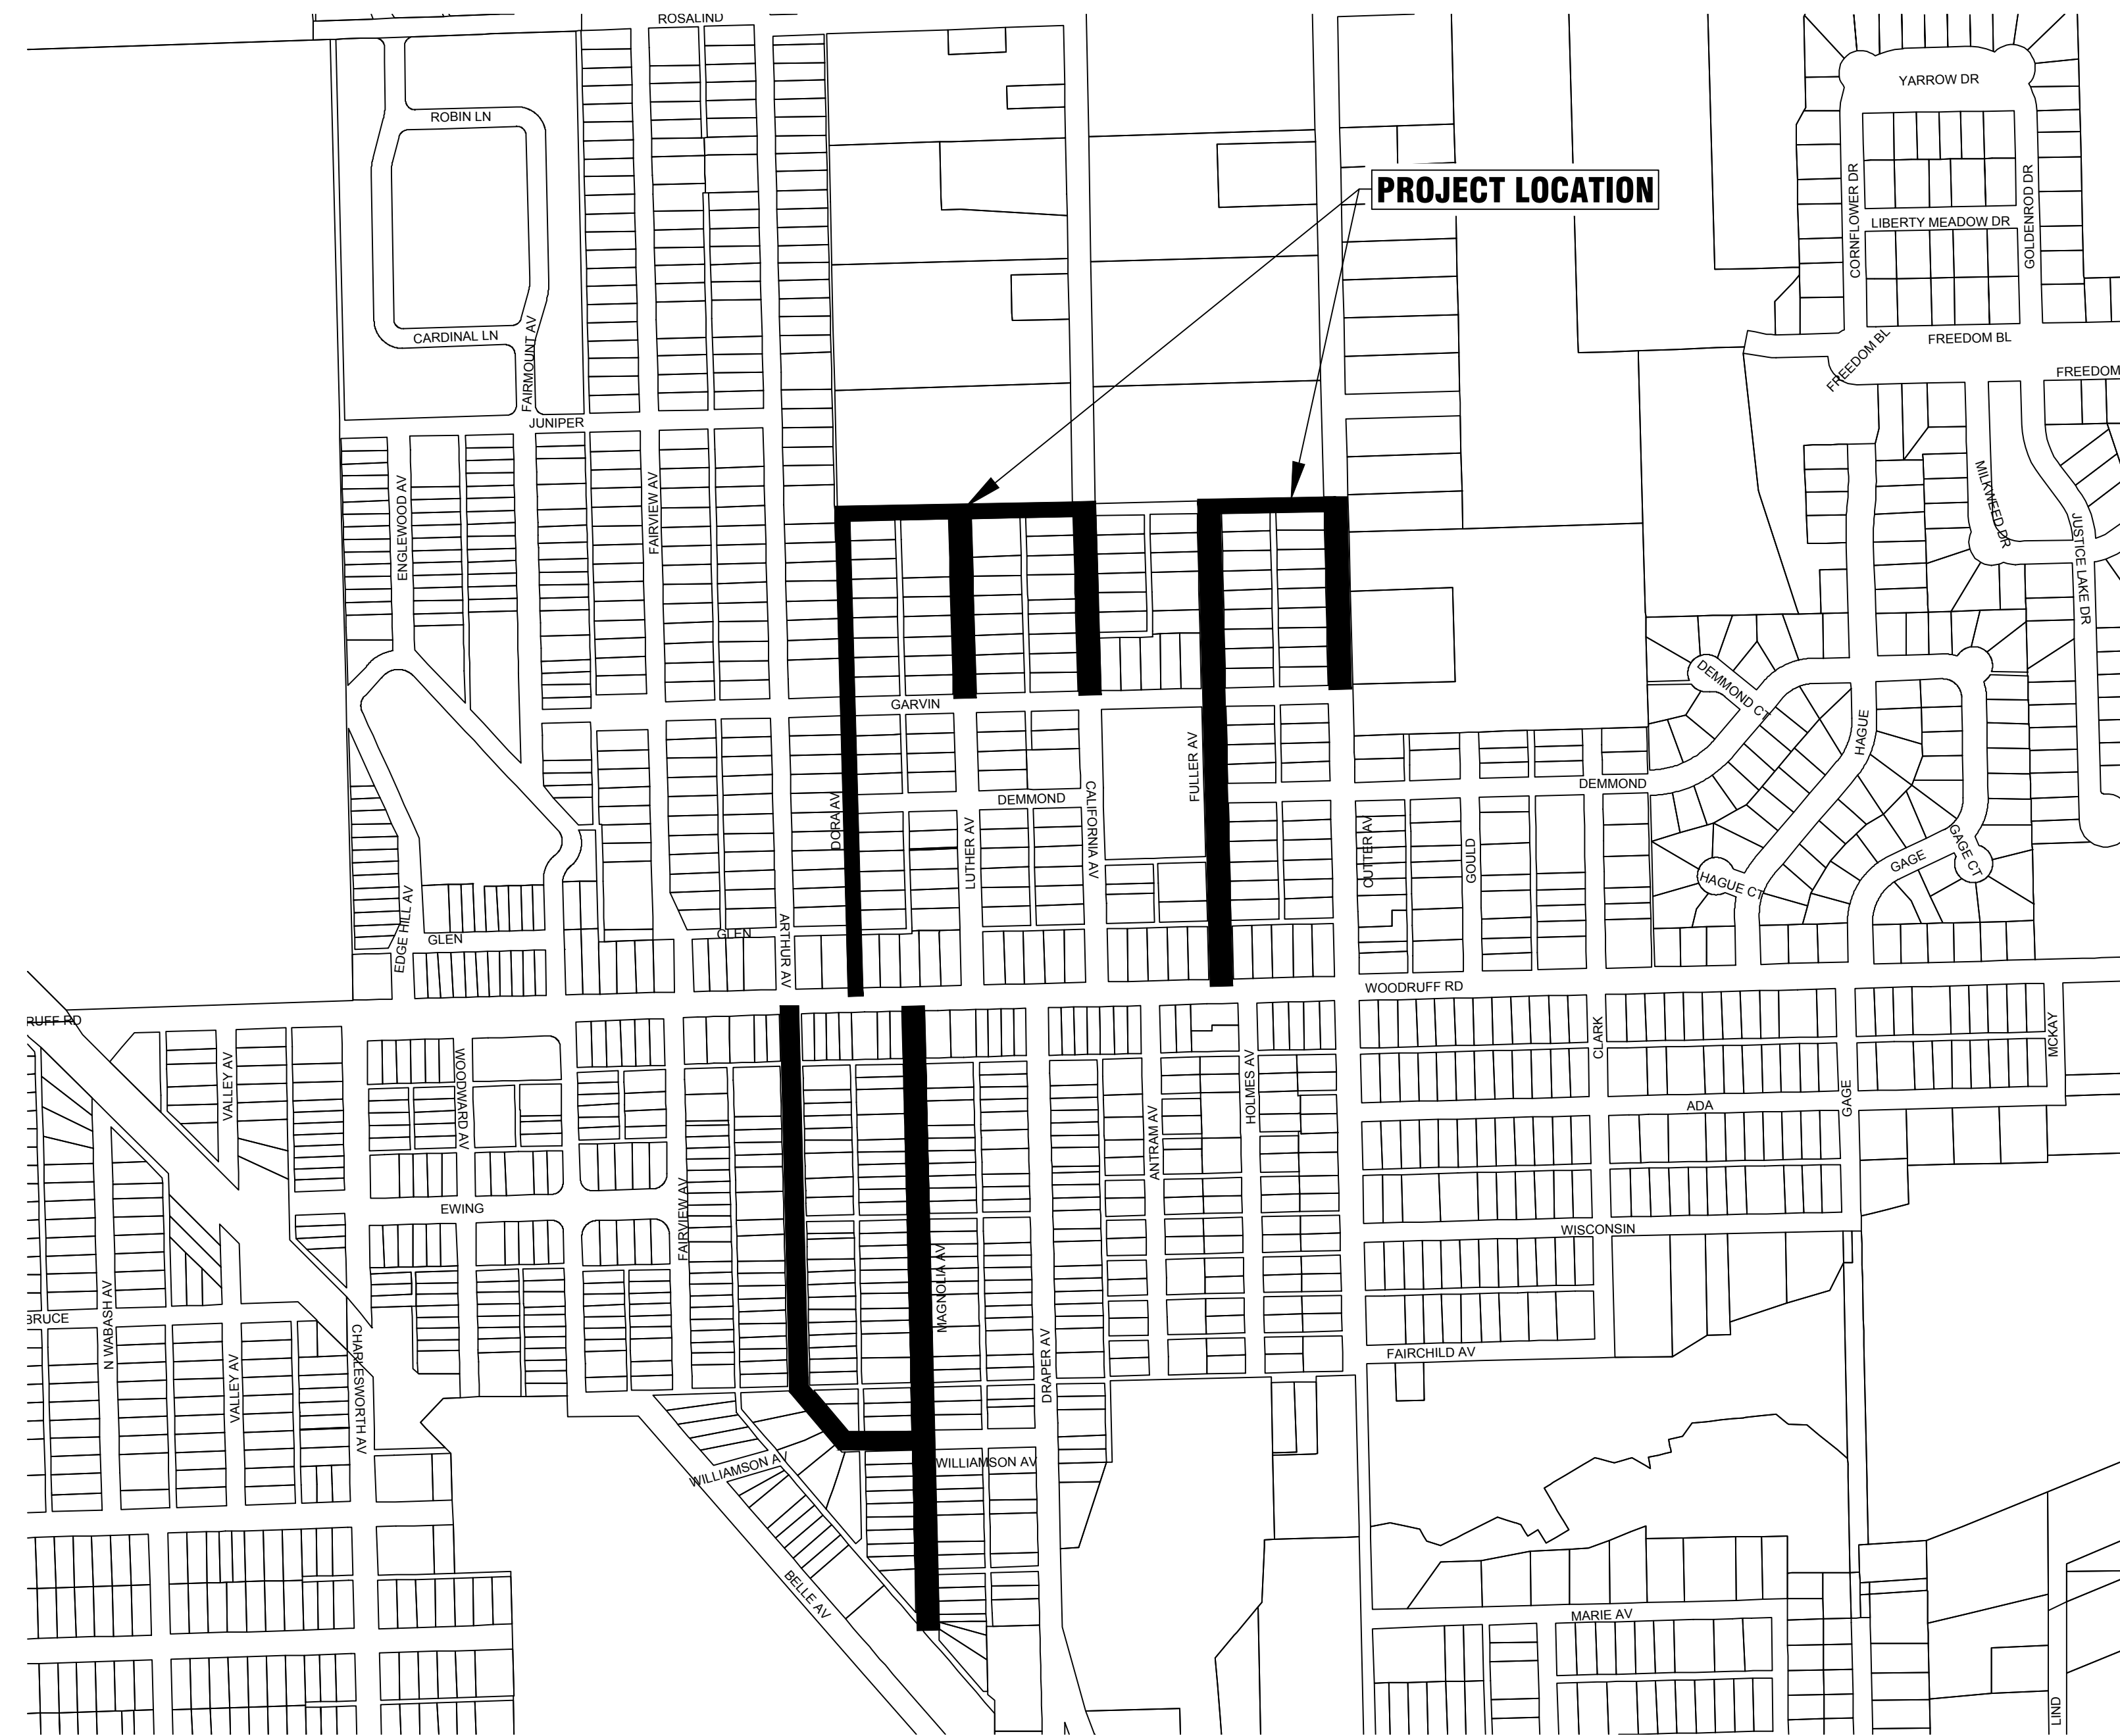 ROSALIND
YARROW DR
ROBIN LN
PROJECT LOCATION
CORNFLOWER DR
GOLDENROD DR
LIBERTY MEADOW DR
CARDINAL LN
FAIRMOUNT AV
FREEDOM BL
FREEDOM BL
FREEDOM
JUNIPER
ENGLEWOOD AV
FAIRVIEW AV
MILKWEED DR
JUSTICE LAKE DR
DEMMOND CT
GARVIN
HAGUE
FULLER AV
DEMMOND
DEMMOND
DORA AV
LUTHER AV
CALIFORNIA AV
CUTTER AV
GOULD
GAGE
GAGE CT
HAGUE CT
EDGE HILL AV
GLEN
GLEN
ARTHUR AV
WOODRUFF RD
RUFF RD
CLARK
MCKAY
VALLEY AV
WOODWARD AV
HOLMES AV
ADA
GAGE
ANTRAM AV
EWING
FAIRVIEW AV
WISCONSIN
MAGNOLIA AV
BRUCE
N WABASH AV
VALLEY AV
CHARLESWORTH AV
DRAPER AV
FAIRCHILD AV
WILLIAMSON AV
WILLIAMSON AV
BELLE AV
MARIE AV
LIND